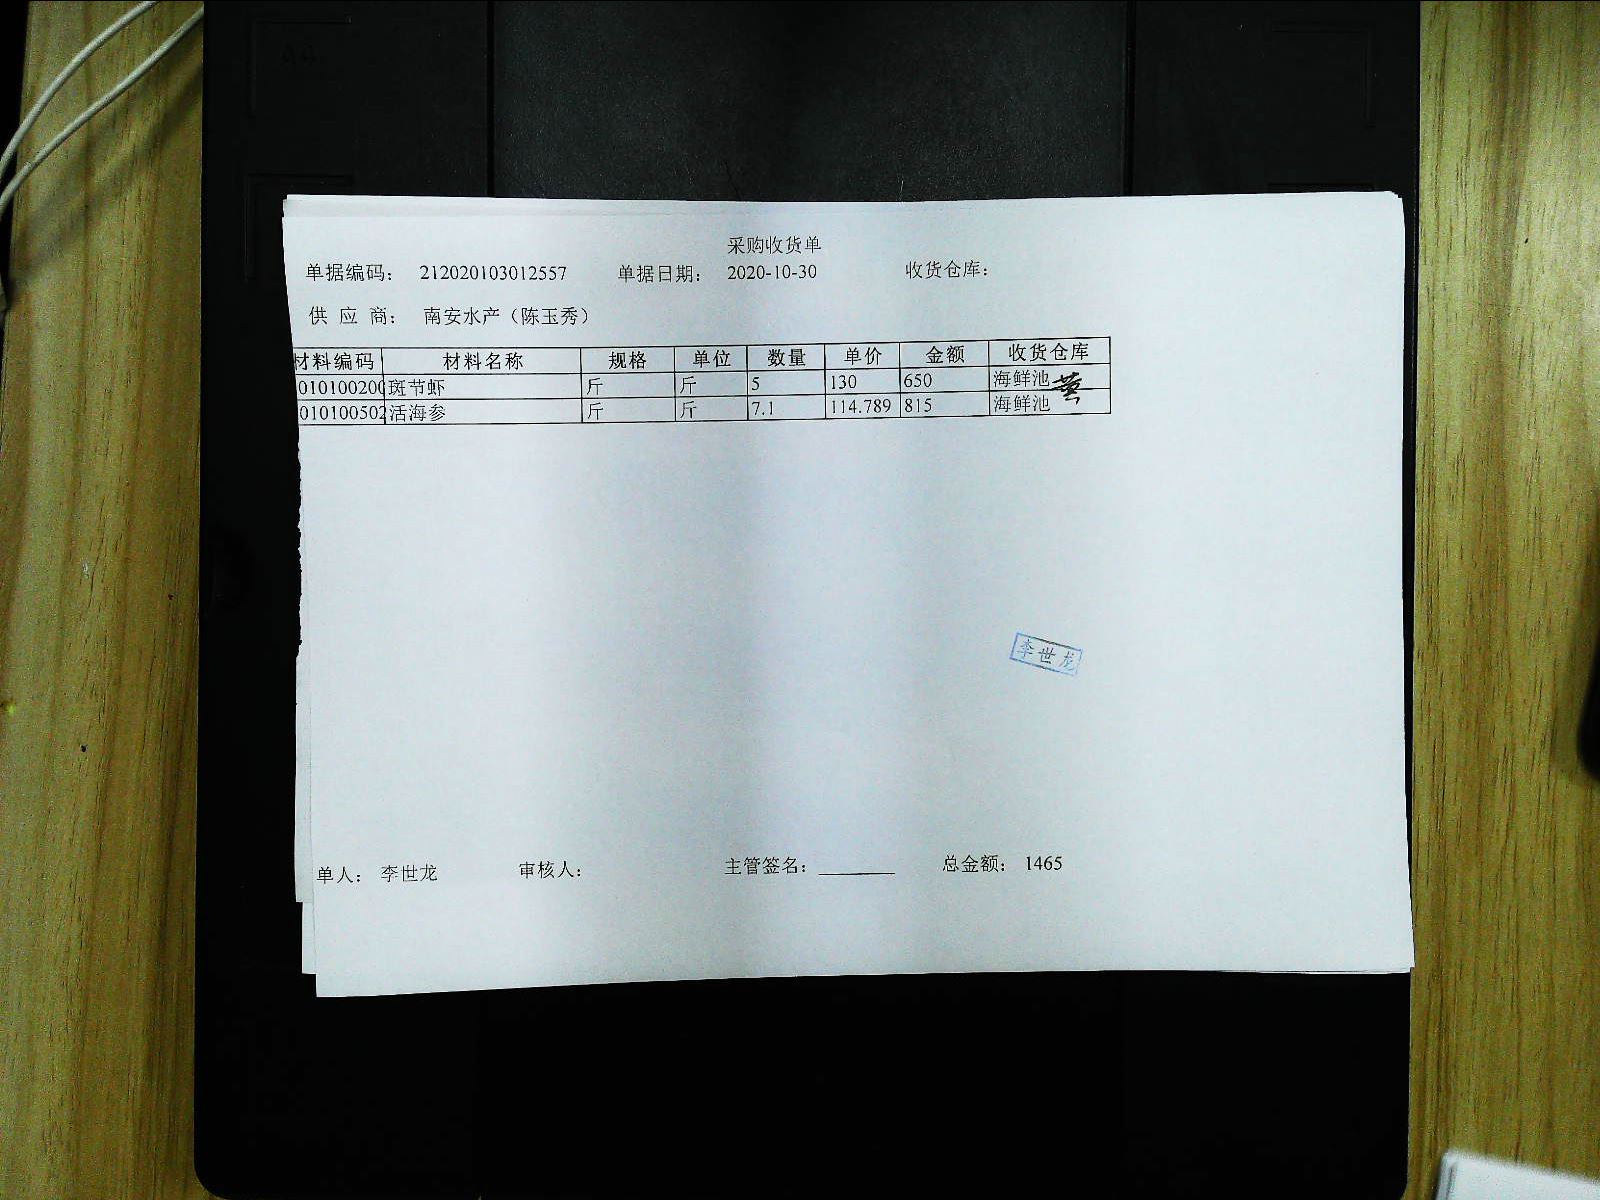 采购收货单
单据编码： 212020103012557 单据日期： 2020-10-30 收货仓库：
供 应 商： 南安水产（陈玉秀）
材料编码 材料名称 规格 单位 数量 单价 金额 收货仓库
010100200 斑节虾 斤 斤 5 130 650 海鲜池
010100502 活海参 斤 斤 7.1 114.789 815 海鲜池
李世龙
单人： 李世龙 审核人： 主管签名： 总金额： 1465